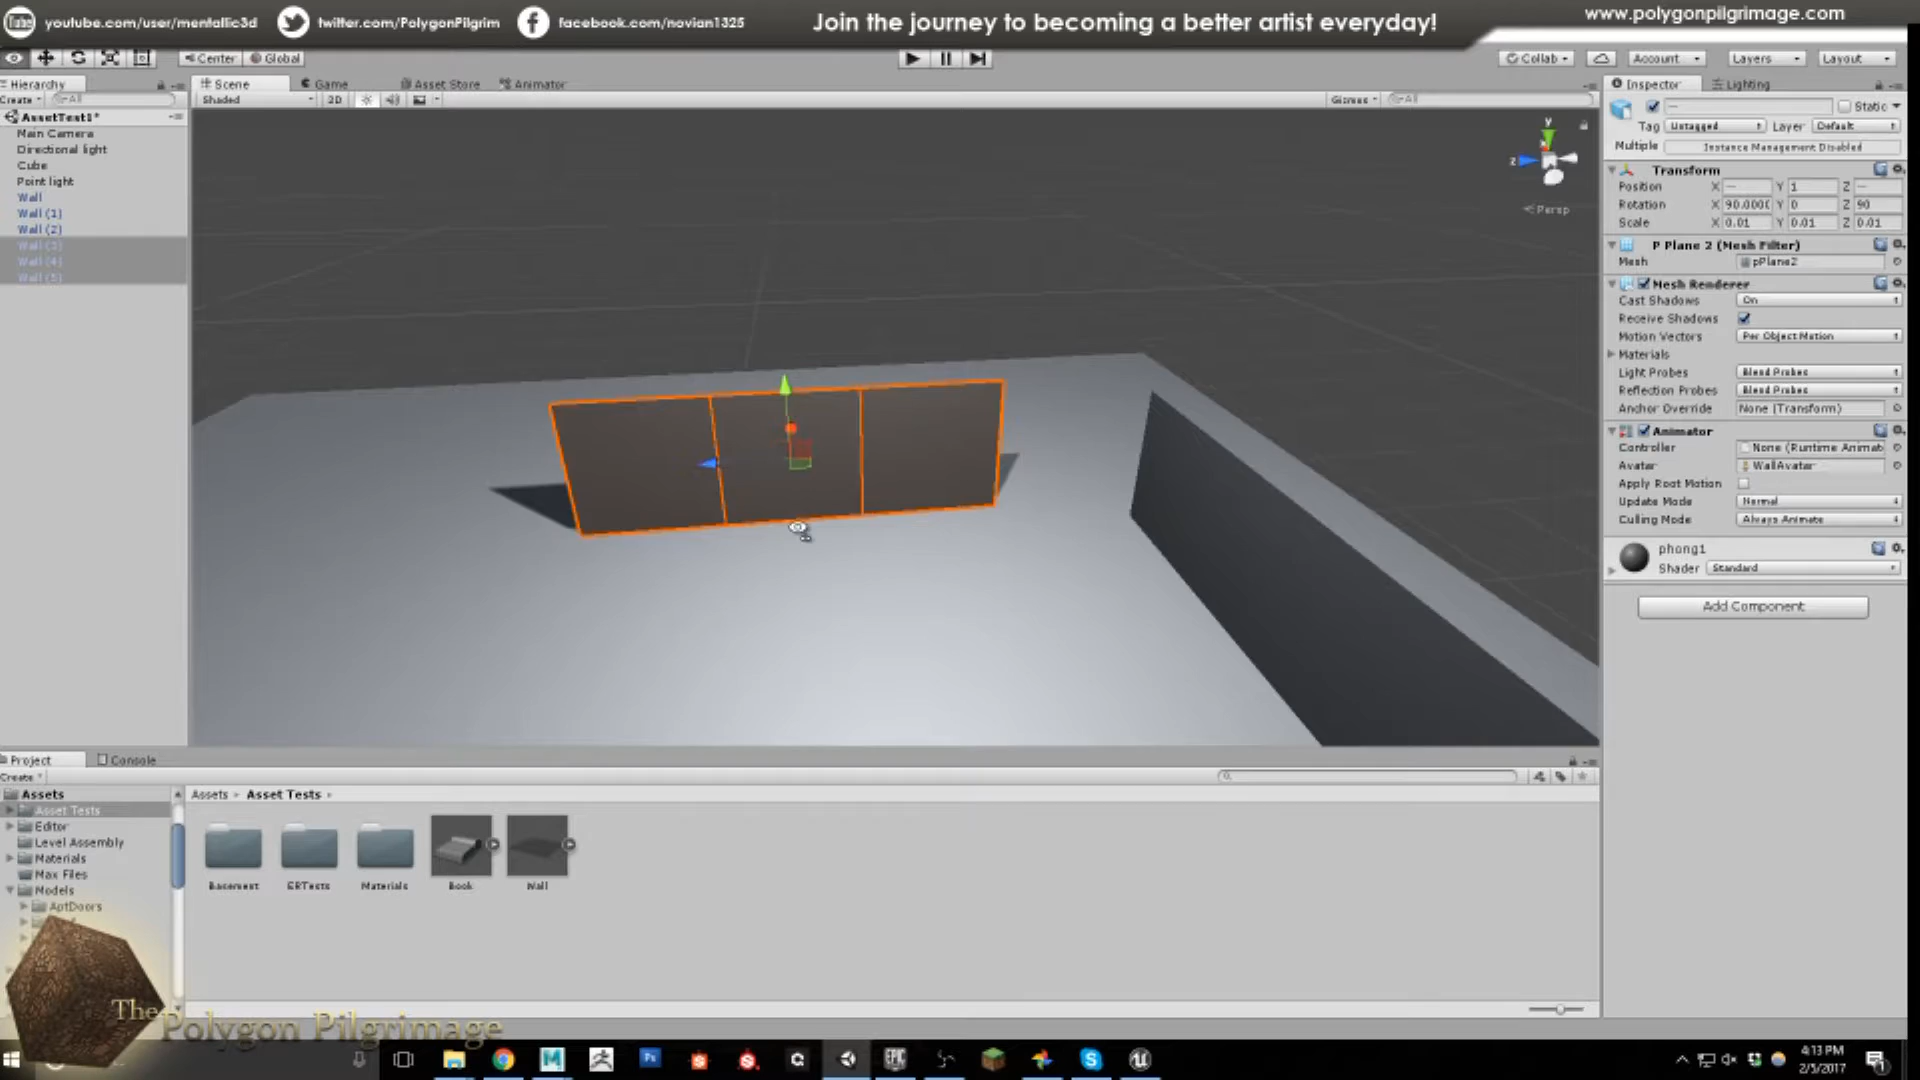 youtube.com/user/mentallic3d twitter.com/PolygonPilgrim facebook.com/novian1325 Join the journey to becoming a better artist everyday! www.polygonpilgrimage.com
Center Global Collab Account Layers Layout
Hierarchy Scene Game Asset Store Animator Inspector Lighting
Create All Shaded 2D Gizmos All Static
AssetTest1*
Main Camera
Directional light
Cube
Point light
Wall
Wall (1)
Wall (2)
Wall (3)
Wall (4)
Wall (5)
y
z
Persp
Tag Untagged Layer Default
Multiple Instance Management Disabled
Transform
Position X — Y 1 Z —
Rotation X 90.0000 Y 0 Z 90
Scale X 0.01 Y 0.01 Z 0.01
P Plane 2 (Mesh Filter)
Mesh pPlane2
Mesh Renderer
Cast Shadows On
Receive Shadows
Motion Vectors Per Object Motion
Materials
Light Probes Blend Probes
Reflection Probes Blend Probes
Anchor Override None (Transform)
Animator
Controller None (Runtime Animat
Avatar WallAvatar
Apply Root Motion
Update Mode Normal
Culling Mode Always Animate
phong1
Shader Standard
Add Component
Project Console
Create
Assets
Asset Tests
Editor
Level Assembly
Materials
Max Files
Models
AptDoors
Assets Asset Tests
Basement
Materials
Book
Wall
The Polygon Pilgrimage
Ps
EPIC
4:13 PM
2/5/2017